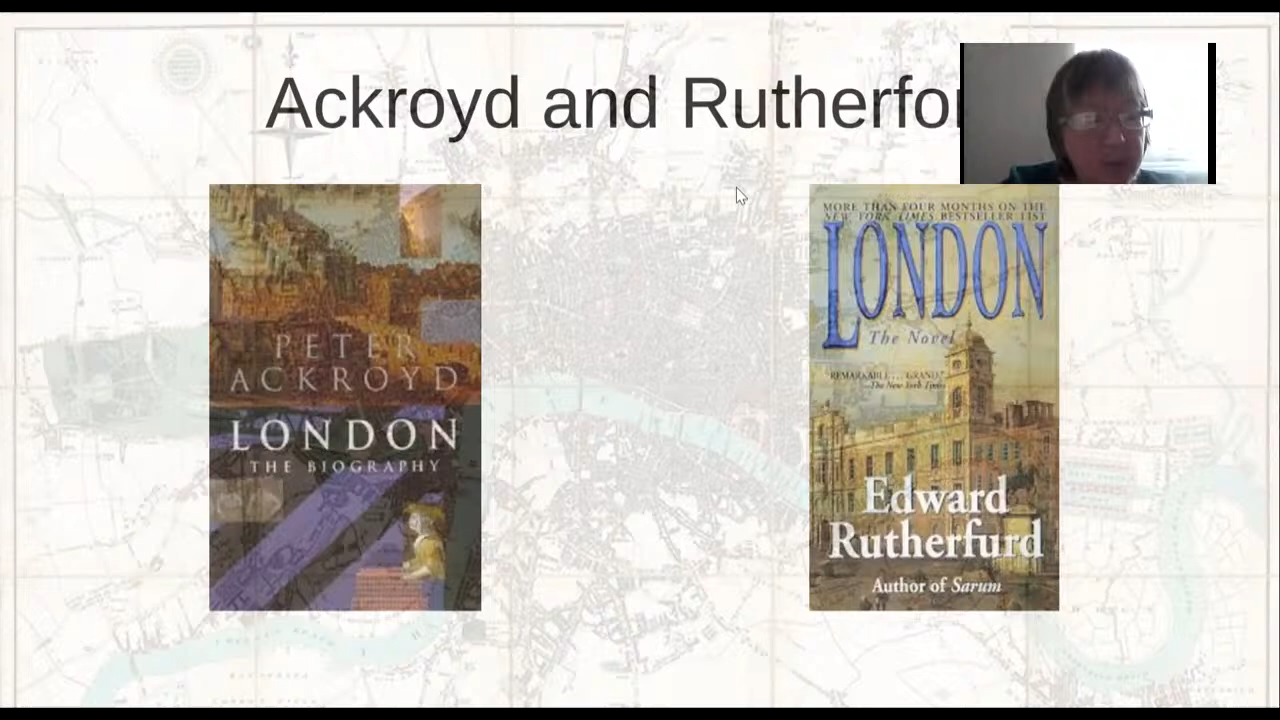 Ackroyd and Rutherfor
PETER
ACKROYD
LONDON
THE BIOGRAPHY
MORE THAN FOUR MONTHS ON THE
NEW YORK TIMES BESTSELLER LIST
LONDON
The Novel
"REMARKABLE... GRAND."
—The New York Times
Edward
Rutherfurd
Author of Sarum